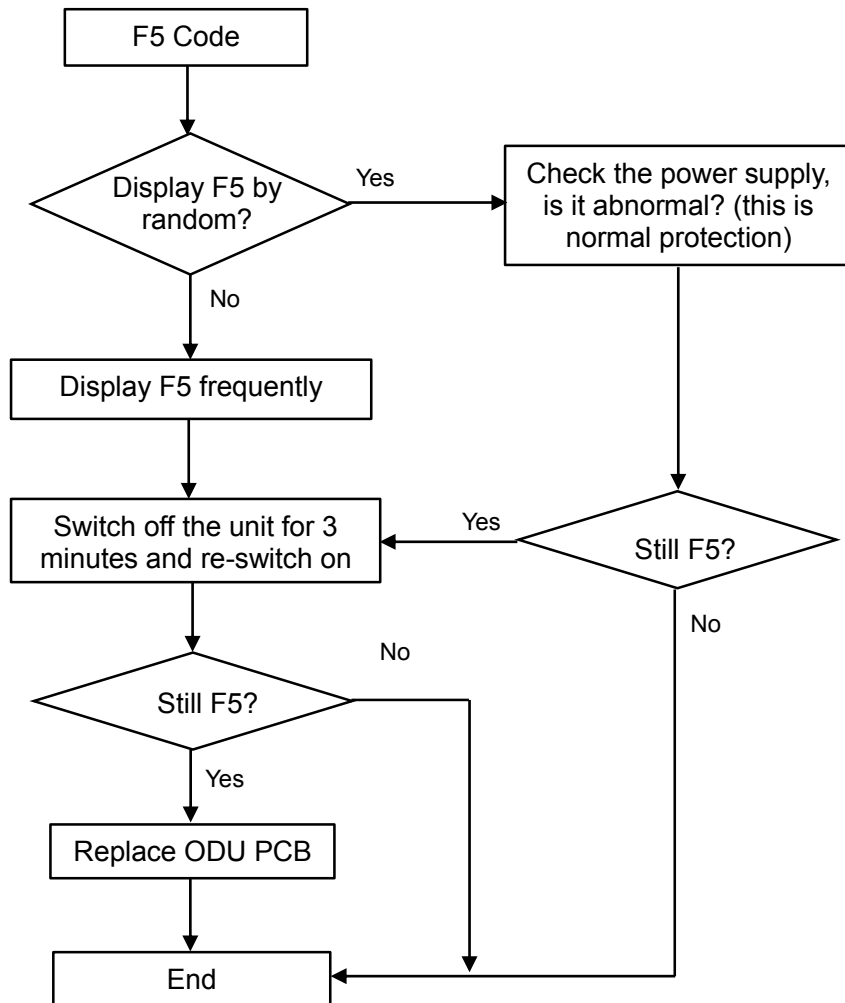 F5 Code
Display F5 by
random?
Yes
Check the power supply,
is it abnormal? (this is
normal protection)
No
Display F5 frequently
Switch off the unit for 3
minutes and re-switch on
Yes
Still F5?
No
No
Still F5?
Yes
Replace ODU PCB
End